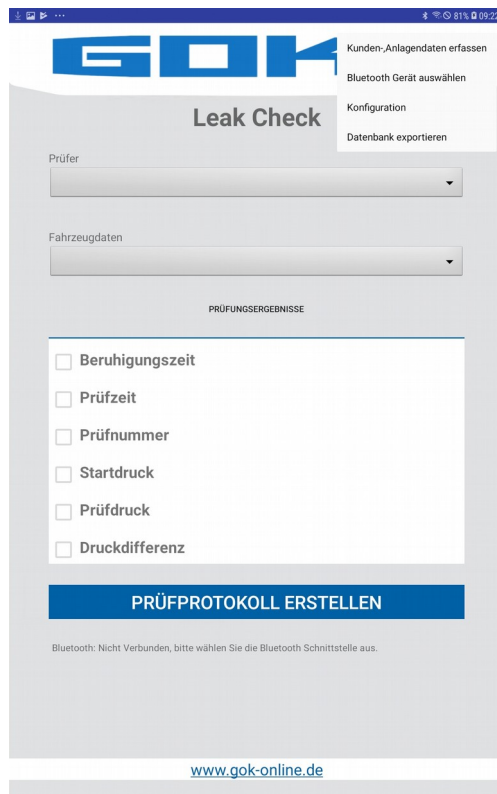 81% 09:22
GOK
Kunden-,Anlagendaten erfassen
Bluetooth Gerät auswählen
Konfiguration
Datenbank exportieren
Leak Check
Prüfer
Fahrzeugdaten
PRÜFUNGSERGEBNISSE
Beruhigungszeit
Prüfzeit
Prüfnummer
Startdruck
Prüfdruck
Druckdifferenz
PRÜFPROTOKOLL ERSTELLEN
Bluetooth: Nicht Verbunden, bitte wählen Sie die Bluetooth Schnittstelle aus.
www.gok-online.de